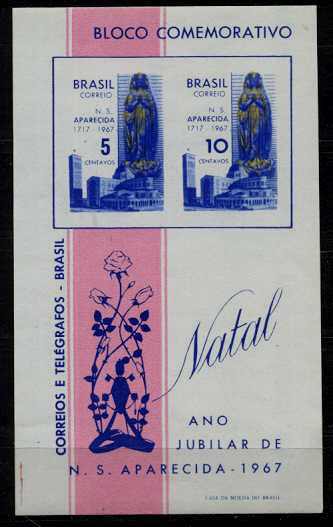 BLOCO COMEMORATIVO
BRASIL
CORREIO
N. S.
APARECIDA
1717 - 1967
5
CENTAVOS
BRASIL
CORREIO
N. S.
APARECIDA
1717 - 1967
10
CENTAVOS
CORREIOS E TELÉGRAFOS - BRASIL
Natal
ANO
JUBILAR DE
N. S. APARECIDA - 1967
CASA DA MOEDA DO BRASIL